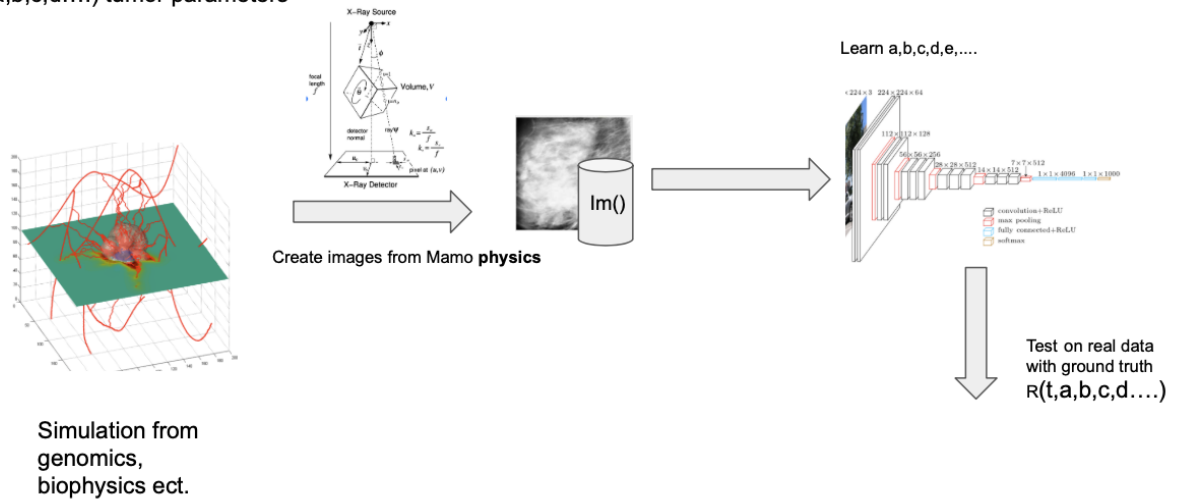 tumor parameters
X-Ray Source
focal
length
f
Volume, V
detector
normal
X-Ray Detector
pixel at (u,v)
Create images from Mamo physics
Im()
Learn a,b,c,d,e,....
224×224×64
112×112×128
56×56×256
28×28×512
14×14×512
7×7×512
1×1×4096 1×1×1000
convolution+ReLU
max pooling
fully connected+ReLU
softmax
Test on real data
with ground truth
R(t,a,b,c,d....)
Simulation from
genomics,
biophysics ect.